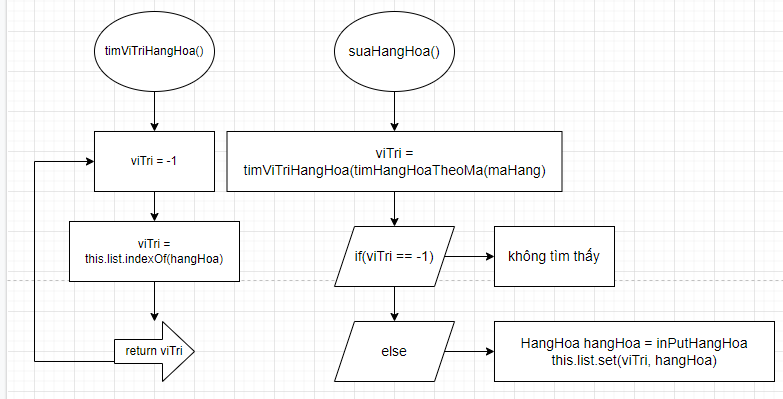 timViTriHangHoa()
viTri = -1
viTri =
this.list.indexOf(hangHoa)
return viTri
suaHangHoa()
viTri =
timViTriHangHoa(timHangHoaTheoMa(maHang)
if(viTri == -1)
không tìm thấy
else
HangHoa hangHoa = inPutHangHoa
this.list.set(viTri, hangHoa)